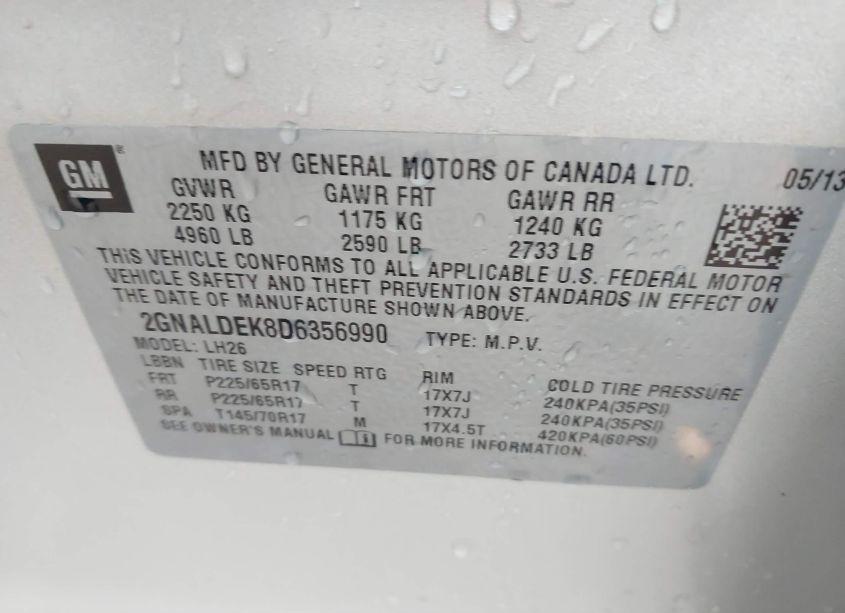 GM®
MFD BY GENERAL MOTORS OF CANADA LTD. 05/13
GVWR GAWR FRT GAWR RR
2250 KG 1175 KG 1240 KG
4960 LB 2590 LB 2733 LB
THIS VEHICLE CONFORMS TO ALL APPLICABLE U.S. FEDERAL MOTOR
VEHICLE SAFETY AND THEFT PREVENTION STANDARDS IN EFFECT ON
THE DATE OF MANUFACTURE SHOWN ABOVE.
2GNALDEK8D6356990 TYPE: M.P.V.
MODEL: LH26
LBBN TIRE SIZE SPEED RTG RIM COLD TIRE PRESSURE
FRT P225/65R17 T 17X7J 240KPA(35PSI)
RR P225/65R17 T 17X7J 240KPA(35PSI)
SPA T145/70R17 M 17X4.5T 420KPA(60PSI)
SEE OWNER'S MANUAL FOR MORE INFORMATION.